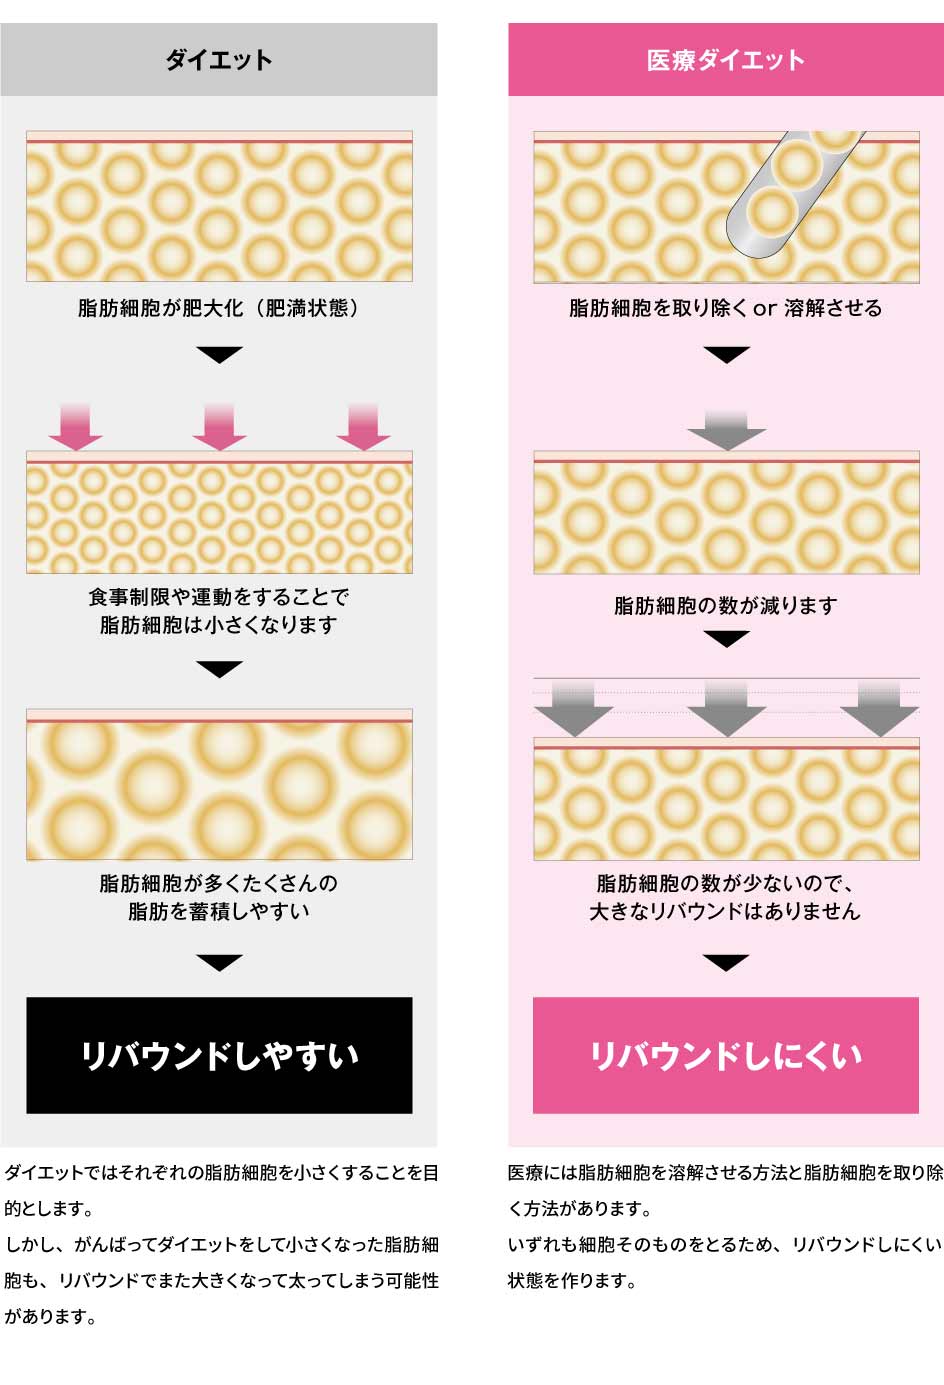 ダイエット
脂肪細胞が肥大化（肥満状態）
食事制限や運動をすることで
脂肪細胞は小さくなります
脂肪細胞が多くたくさんの
脂肪を蓄積しやすい
リバウンドしやすい
ダイエットではそれぞれの脂肪細胞を小さくすることを目
的とします。
しかし、がんばってダイエットをして小さくなった脂肪細
胞も、リバウンドでまた大きくなって太ってしまう可能性
があります。
医療ダイエット
脂肪細胞を取り除く or 溶解させる
脂肪細胞の数が減ります
脂肪細胞の数が少ないので、
大きなリバウンドはありません
リバウンドしにくい
医療には脂肪細胞を溶解させる方法と脂肪細胞を取り除
く方法があります。
いずれも細胞そのものをとるため、リバウンドしにくい
状態を作ります。